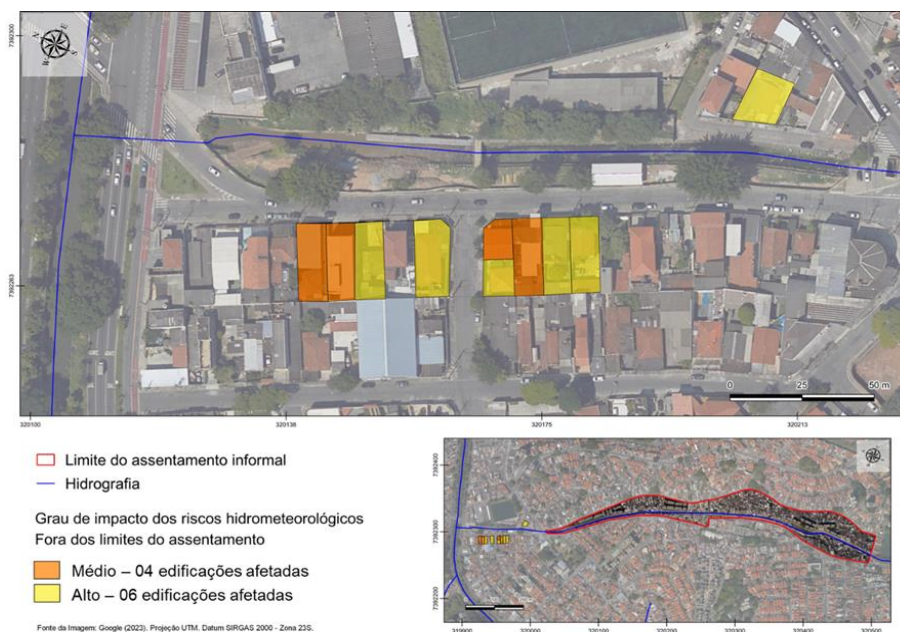 7392300
7392263
0 25 50 m
320100 320138 320175 320213
Limite do assentamento informal
Hidrografia
Grau de impacto dos riscos hidrometeorológicos
Fora dos limites do assentamento
Médio – 04 edificações afetadas
Alto – 06 edificações afetadas
7392400
7392300
7392200
319900 320000 320100 320200 320300 320400 320500
Fonte da Imagem: Google (2023). Projeção UTM. Datum SIRGAS 2000 - Zona 23S.